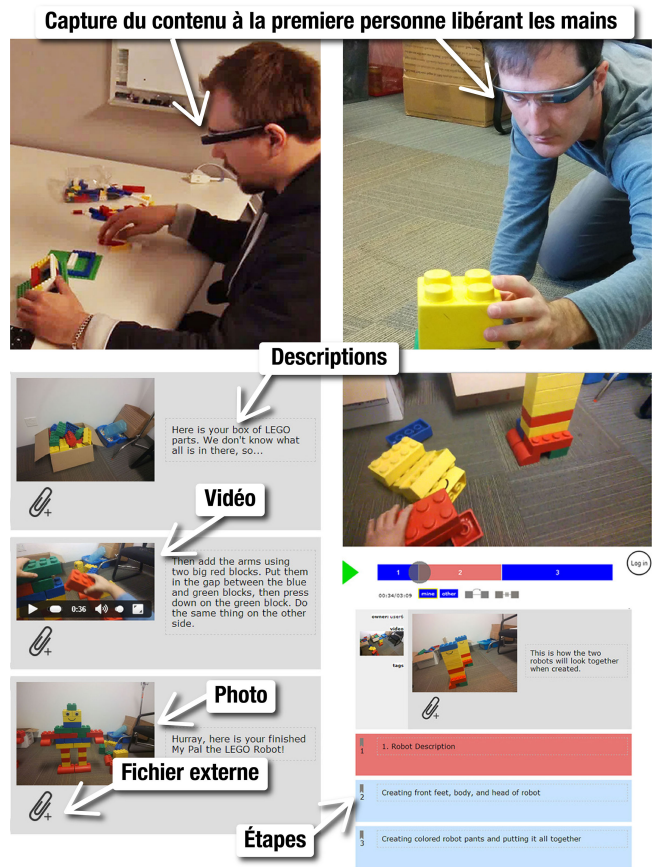 Capture du contenu à la premiere personne libérant les mains
Descriptions
Here is your box of LEGO
parts. We don't know what
all is in there, so...
Vidéo
Then add the arms using
two big red blocks. Put them
in the gap between the blue
and green blocks, then press
down on the green block. Do
the same thing on the other
side.
0:36
Photo
Hurray, here is your finished
My Pal the LEGO Robot!
Fichier externe
Étapes
1 2 3
Log in
00:34/03:09 mine other
owner: user6
video
tags
This is how the two
robots will look together
when created.
1
1. Robot Description
2
Creating front feet, body, and head of robot
3
Creating colored robot pants and putting it all together